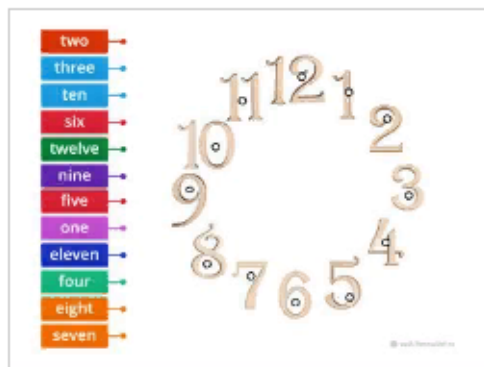 two
three
ten
six
twelve
nine
five
one
eleven
four
eight
seven
12
11
1
10
2
9
3
8
4
7
5
6